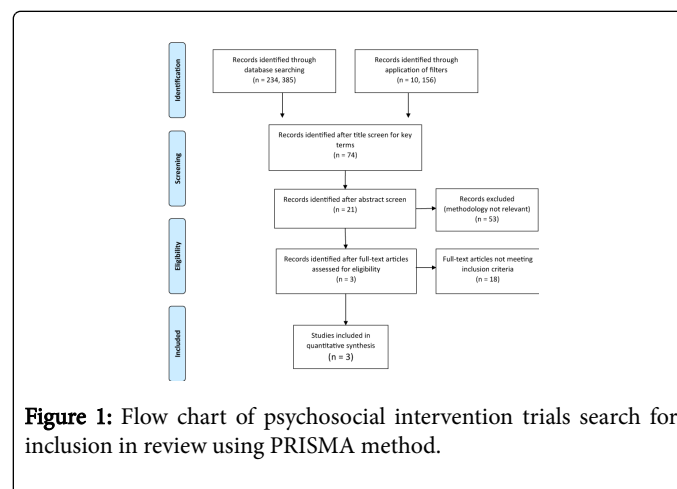 Identification
Records identified through
database searching
(n = 234, 385)
Records identified through
application of filters
(n = 10, 156)
Screening
Records identified after title screen for key
terms
(n = 74)
Records identified after abstract screen
(n = 21)
Records excluded
(methodology not relevant)
(n = 53)
Eligibility
Records identified after full-text articles
assessed for eligibility
(n = 3)
Full-text articles not meeting
inclusion criteria
(n = 18)
Included
Studies included in
quantitative synthesis
(n = 3)
Figure 1: Flow chart of psychosocial intervention trials search for
inclusion in review using PRISMA method.